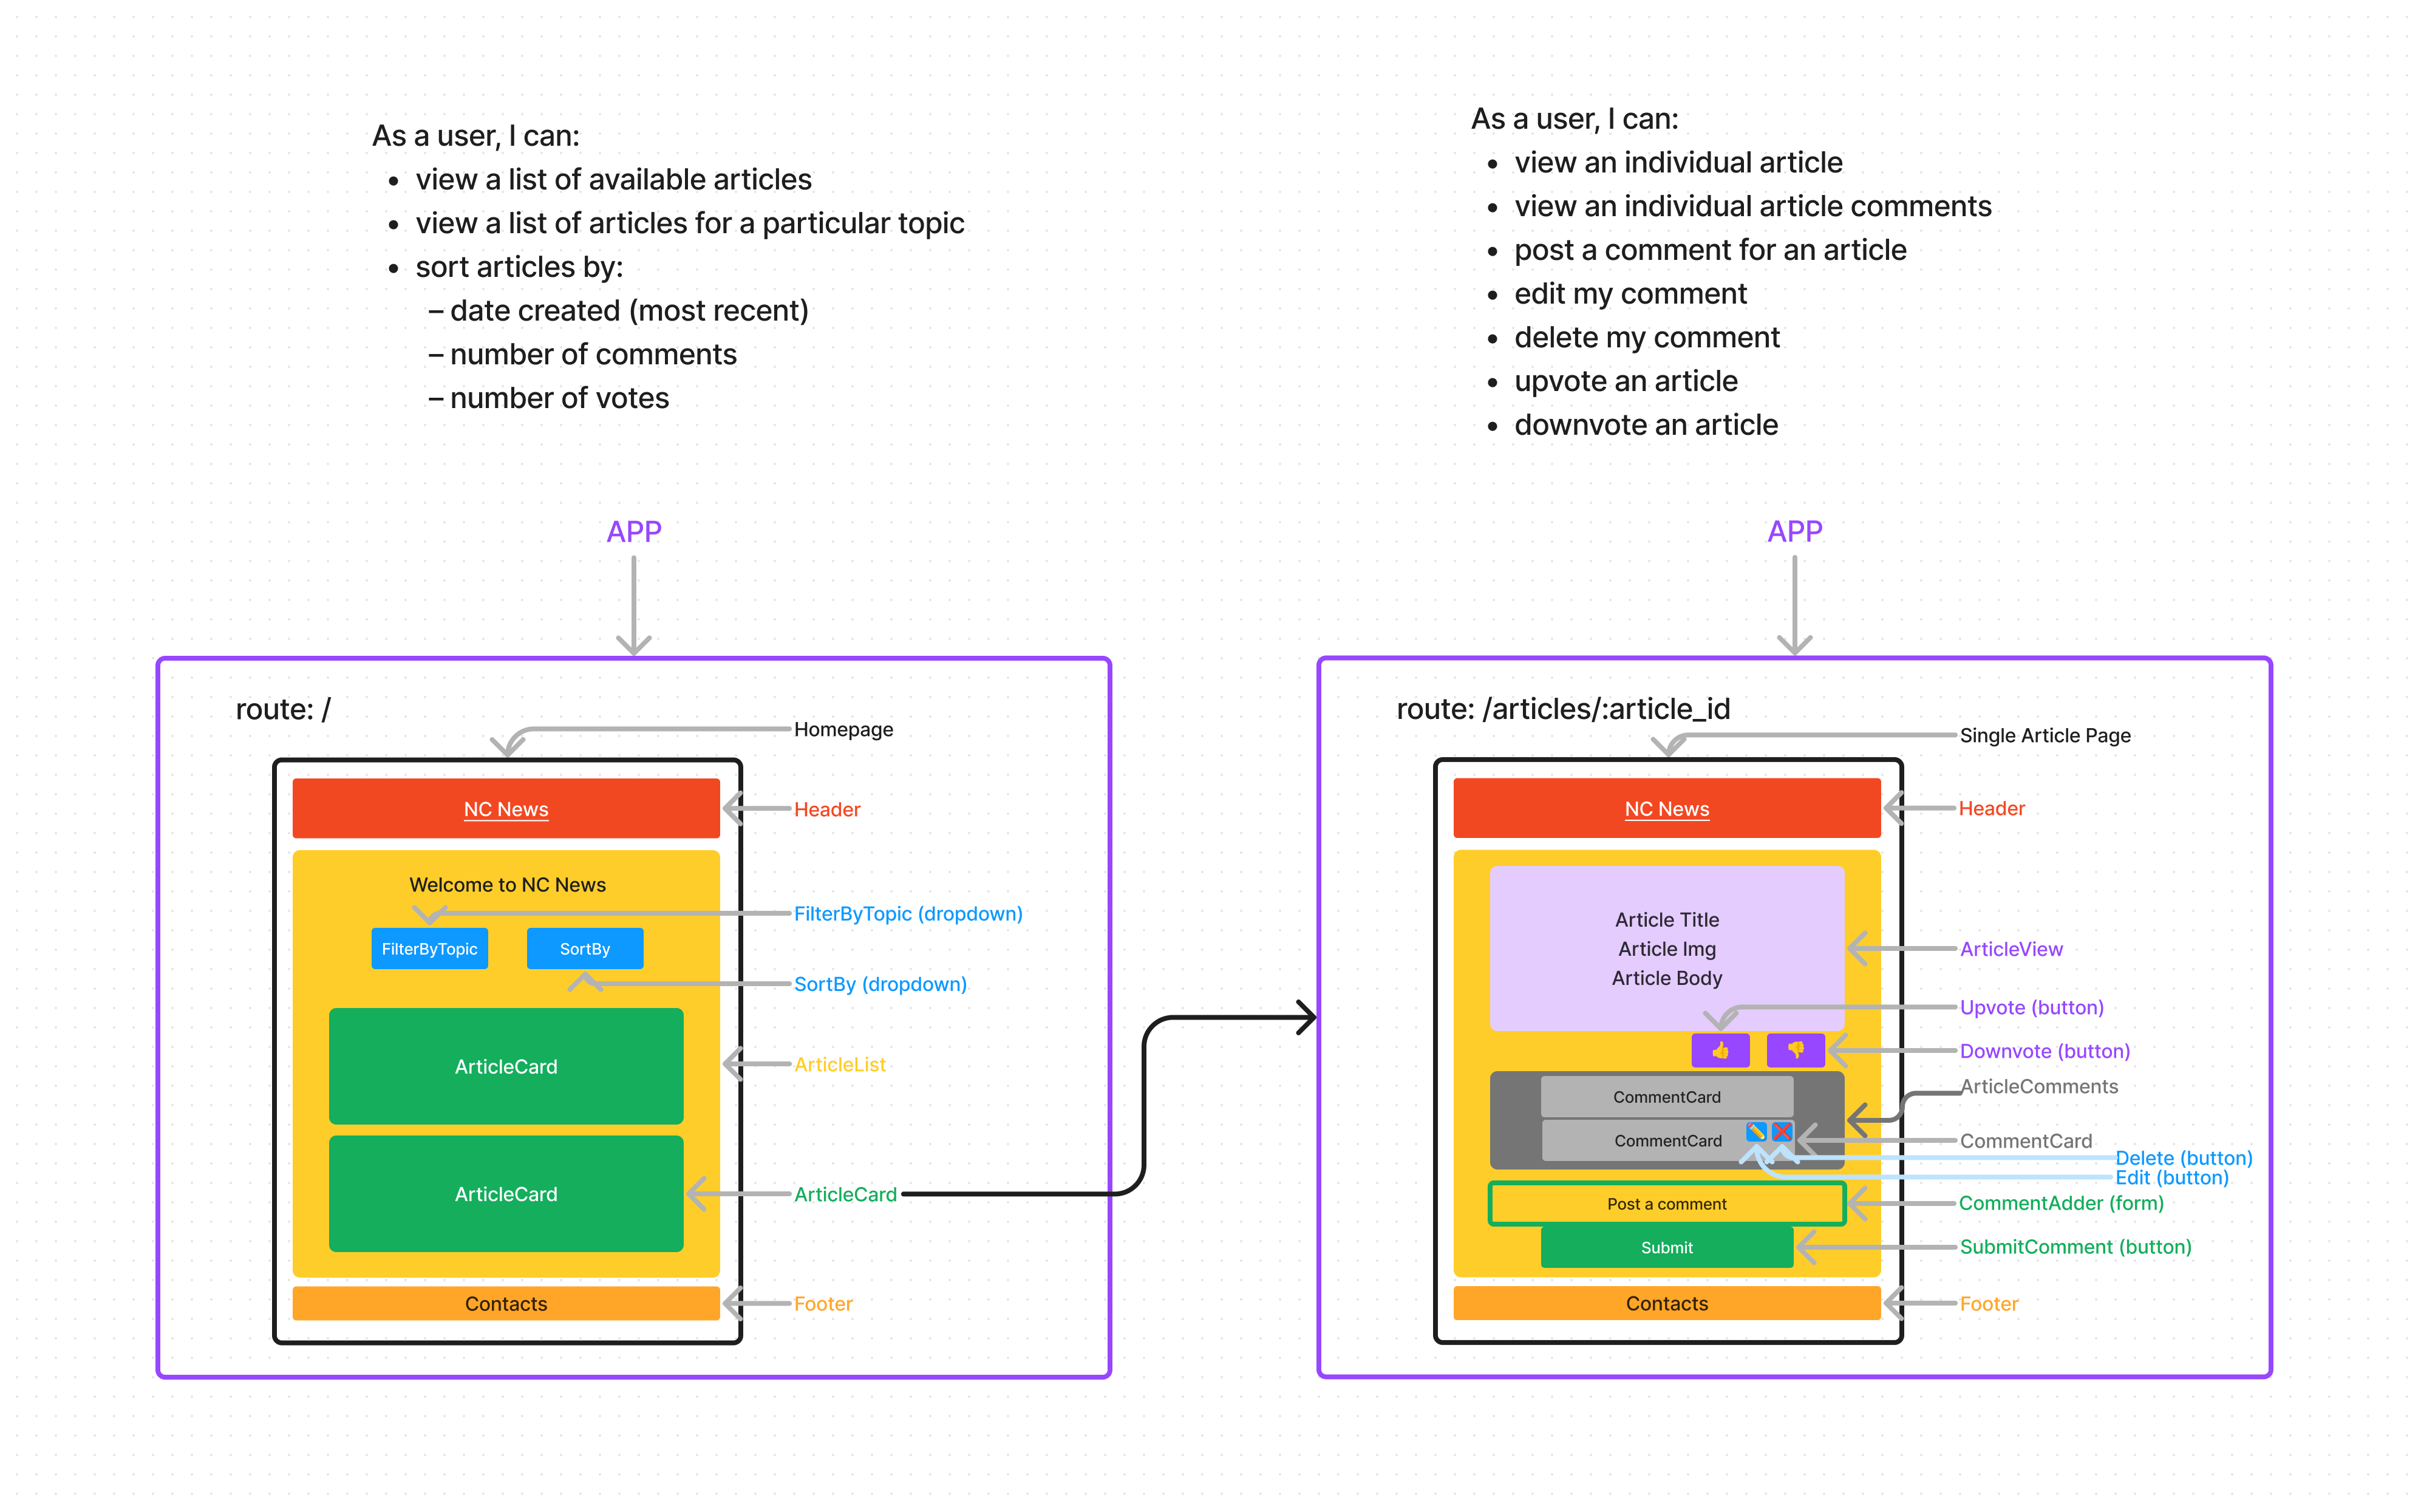 As a user, I can:
• view a list of available articles
• view a list of articles for a particular topic
• sort articles by:
– date created (most recent)
– number of comments
– number of votes
APP
route: /
Homepage
NC News
Header
Welcome to NC News
FilterByTopic (dropdown)
FilterByTopic
SortBy
SortBy (dropdown)
ArticleCard
ArticleList
ArticleCard
ArticleCard
Contacts
Footer
As a user, I can:
• view an individual article
• view an individual article comments
• post a comment for an article
• edit my comment
• delete my comment
• upvote an article
• downvote an article
APP
route: /articles/:article_id
Single Article Page
NC News
Header
Article Title
Article Img
Article Body
ArticleView
Upvote (button)
Downvote (button)
ArticleComments
CommentCard
CommentCard
CommentCard
Delete (button)
Edit (button)
Post a comment
CommentAdder (form)
Submit
SubmitComment (button)
Contacts
Footer